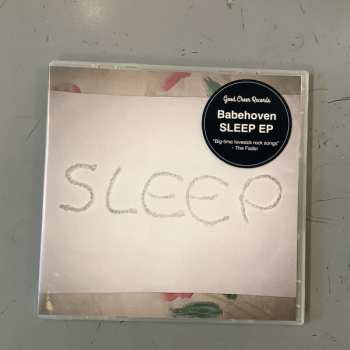 Good Cheer Records
Babehoven
SLEEP EP
"Big-time lovesick rock songs"
- The Fader
SLEEP